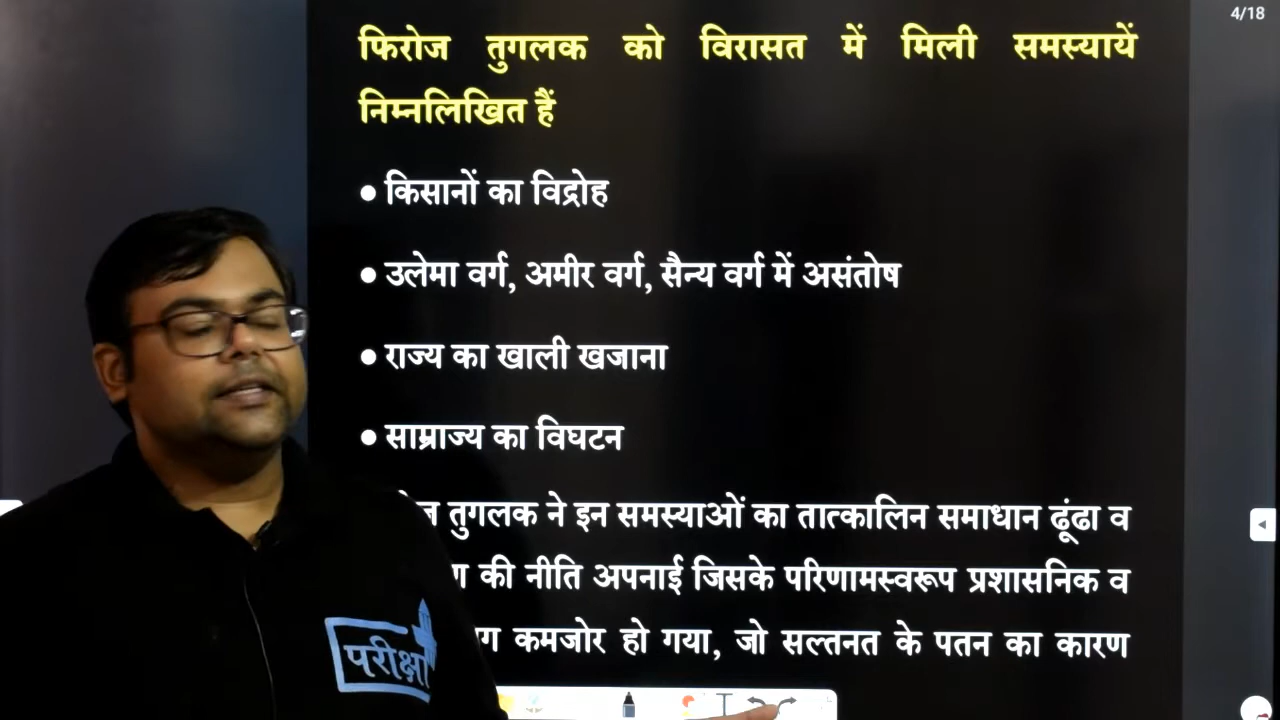 4/18
फिरोज तुगलक को विरासत में मिली समस्यायें
निम्नलिखित हैं
● किसानों का विद्रोह
● उलेमा वर्ग, अमीर वर्ग, सैन्य वर्ग में असंतोष
● राज्य का खाली खजाना
● साम्राज्य का विघटन
तुगलक ने इन समस्याओं का तात्कालिन समाधान ढूंढा व
की नीति अपनाई जिसके परिणामस्वरूप प्रशासनिक व
कमजोर हो गया, जो सल्तनत के पतन का कारण
परीक्षा